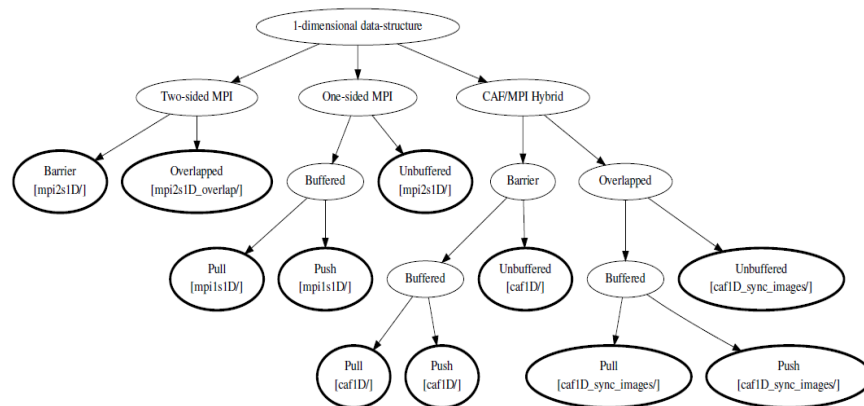 1-dimensional data-structure
Two-sided MPI
One-sided MPI
CAF/MPI Hybrid
Barrier
[mpi2s1D/]
Overlapped
[mpi2s1D_overlap/]
Buffered
Unbuffered
[mpi2s1D/]
Barrier
Overlapped
Pull
[mpi1s1D/]
Push
[mpi1s1D/]
Buffered
Unbuffered
[caf1D/]
Buffered
Unbuffered
[caf1D_sync_images/]
Pull
[caf1D/]
Push
[caf1D/]
Pull
[caf1D_sync_images/]
Push
[caf1D_sync_images/]